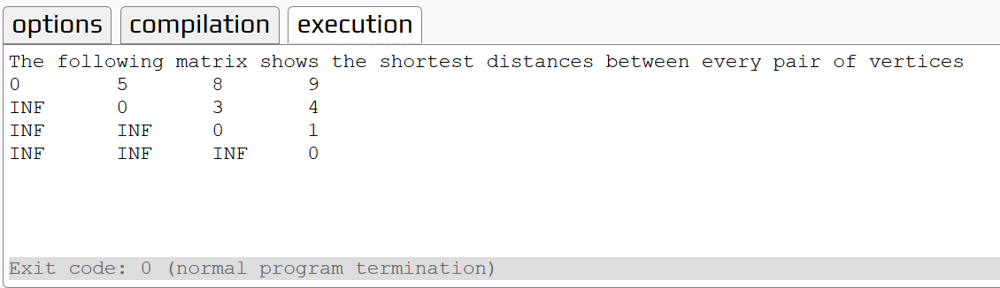 options compilation execution
The following matrix shows the shortest distances between every pair of vertices
0 5 8 9
INF 0 3 4
INF INF 0 1
INF INF INF 0
Exit code: 0 (normal program termination)